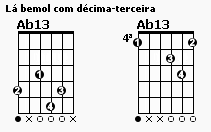 Lá bemol com décima-terceira
Ab13 Ab13
4ª 1 2
1 3
2 3 4
4